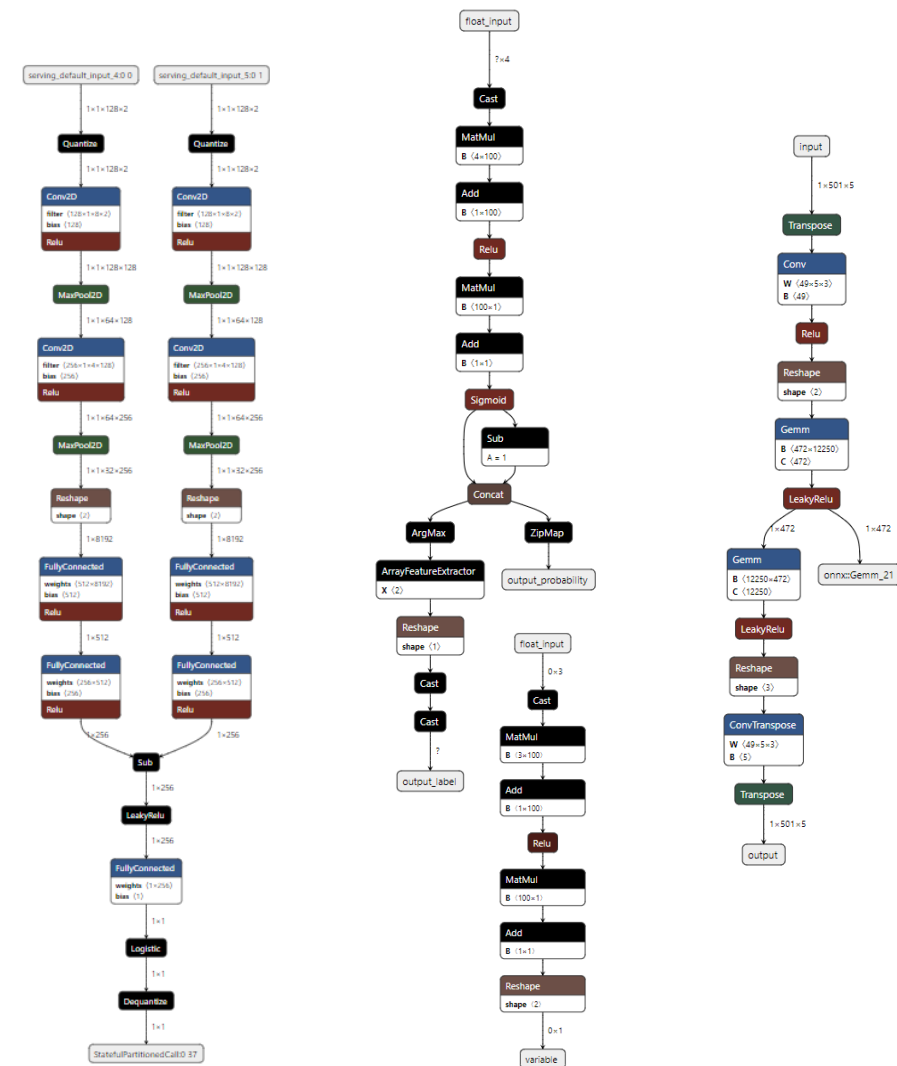 serving_default_input_4:0 0
1×1×128×2
Quantize
1×1×128×2
Conv2D
filter ⟨128×1×8×2⟩
bias ⟨128⟩
Relu
1×1×128×128
MaxPool2D
1×1×64×128
Conv2D
filter ⟨256×1×4×128⟩
bias ⟨256⟩
Relu
1×1×64×256
MaxPool2D
1×1×32×256
Reshape
shape ⟨2⟩
1×8192
FullyConnected
weights ⟨512×8192⟩
bias ⟨512⟩
Relu
1×512
FullyConnected
weights ⟨256×512⟩
bias ⟨256⟩
Relu
1×256
serving_default_input_5:0 1
1×1×128×2
Quantize
1×1×128×2
Conv2D
filter ⟨128×1×8×2⟩
bias ⟨128⟩
Relu
1×1×128×128
MaxPool2D
1×1×64×128
Conv2D
filter ⟨256×1×4×128⟩
bias ⟨256⟩
Relu
1×1×64×256
MaxPool2D
1×1×32×256
Reshape
shape ⟨2⟩
1×8192
FullyConnected
weights ⟨512×8192⟩
bias ⟨512⟩
Relu
1×512
FullyConnected
weights ⟨256×512⟩
bias ⟨256⟩
Relu
1×256
Sub
1×256
LeakyRelu
1×256
FullyConnected
weights ⟨1×256⟩
bias ⟨1⟩
1×1
Logistic
1×1
Dequantize
1×1
StatefulPartitionedCall:0 37
float_input
?×4
Cast
MatMul
B ⟨4×100⟩
Add
B ⟨1×100⟩
Relu
MatMul
B ⟨100×1⟩
Add
B ⟨1×1⟩
Sigmoid
Sub
A = 1
Concat
ArgMax
ZipMap
ArrayFeatureExtractor
X ⟨2⟩
output_probability
Reshape
shape ⟨1⟩
Cast
Cast
?
output_label
float_input
0×3
Cast
MatMul
B ⟨3×100⟩
Add
B ⟨1×100⟩
Relu
MatMul
B ⟨100×1⟩
Add
B ⟨1×1⟩
Reshape
shape ⟨2⟩
0×1
variable
input
1×501×5
Transpose
Conv
W ⟨49×5×3⟩
B ⟨49⟩
Relu
Reshape
shape ⟨2⟩
Gemm
B ⟨472×12250⟩
C ⟨472⟩
LeakyRelu
1×472
1×472
Gemm
B ⟨12250×472⟩
C ⟨12250⟩
onnx::Gemm_21
LeakyRelu
Reshape
shape ⟨3⟩
ConvTranspose
W ⟨49×5×3⟩
B ⟨5⟩
Transpose
1×501×5
output